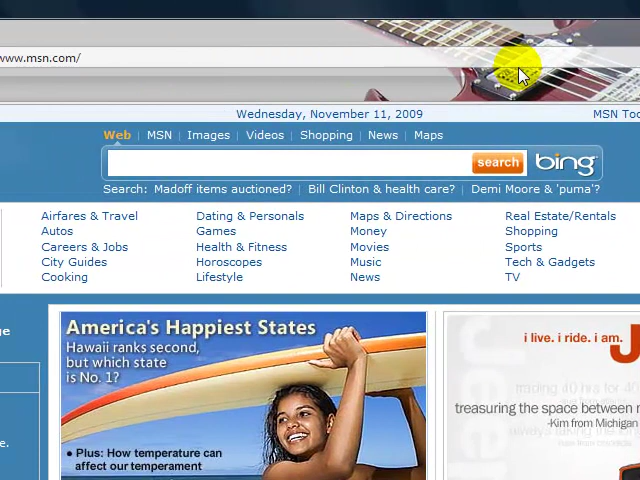 www.msn.com/
Wednesday, November 11, 2009
Web | MSN | Images | Videos | Shopping | News | Maps
search bing
Search: Madoff items auctioned? | Bill Clinton & health care? | Demi Moore & 'puma'?
Airfares & Travel Dating & Personals Maps & Directions Real Estate/Rentals
Autos Games Money Shopping
Careers & Jobs Health & Fitness Movies Sports
City Guides Horoscopes Music Tech & Gadgets
Cooking Lifestyle News TV
America's Happiest States
Hawaii ranks second,
but which state
is No. 1?
• Plus: How temperature can
affect our temperament
i live. i ride. i am.
treasuring the space between
-Kim from Michigan